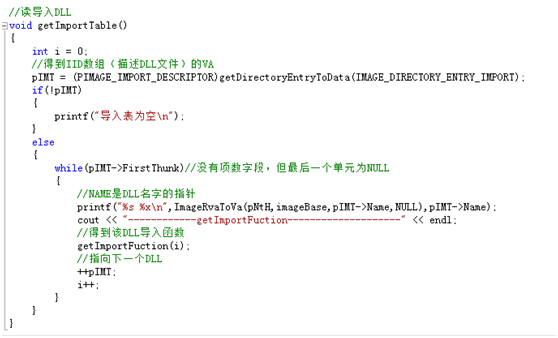 //读导入DLL
void getImportTable()
{
int i = 0;
//得到IID数组（描述DLL文件）的VA
pIMT = (PIMAGE_IMPORT_DESCRIPTOR)getDirectoryEntryToData(IMAGE_DIRECTORY_ENTRY_IMPORT);
if(!pIMT)
{
printf("导入表为空\n");
}
else
{
while(pIMT->FirstThunk)//没有项数字段，但最后一个单元为NULL
{
//NAME是DLL名字的指针
printf("%s %x\n",ImageRvaToVa(pNtH,imageBase,pIMT->Name,NULL),pIMT->Name);
cout << "------------getImportFuction--------------------" << endl;
//得到该DLL导入函数
getImportFuction(i);
//指向下一个DLL
++pIMT;
i++;
}
}
}